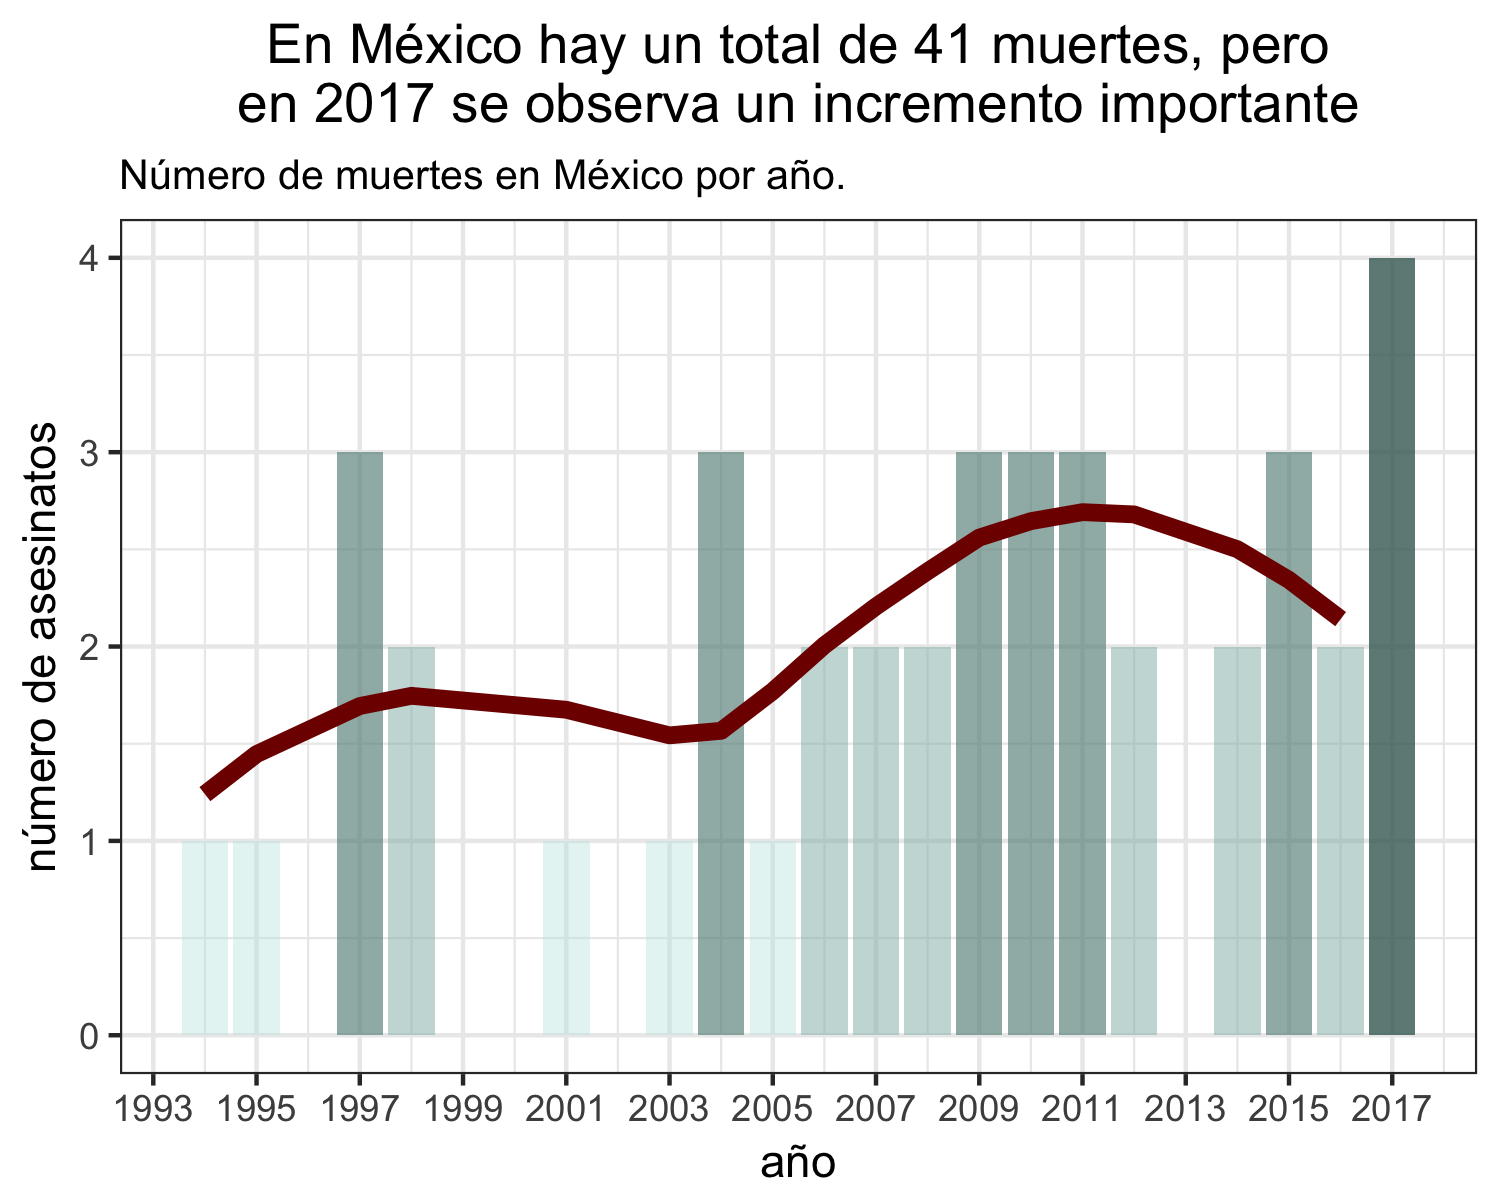 En México hay un total de 41 muertes, pero
en 2017 se observa un incremento importante
Número de muertes en México por año.
número de asesinatos
4
3
2
1
0
1993 1995 1997 1999 2001 2003 2005 2007 2009 2011 2013 2015 2017
año